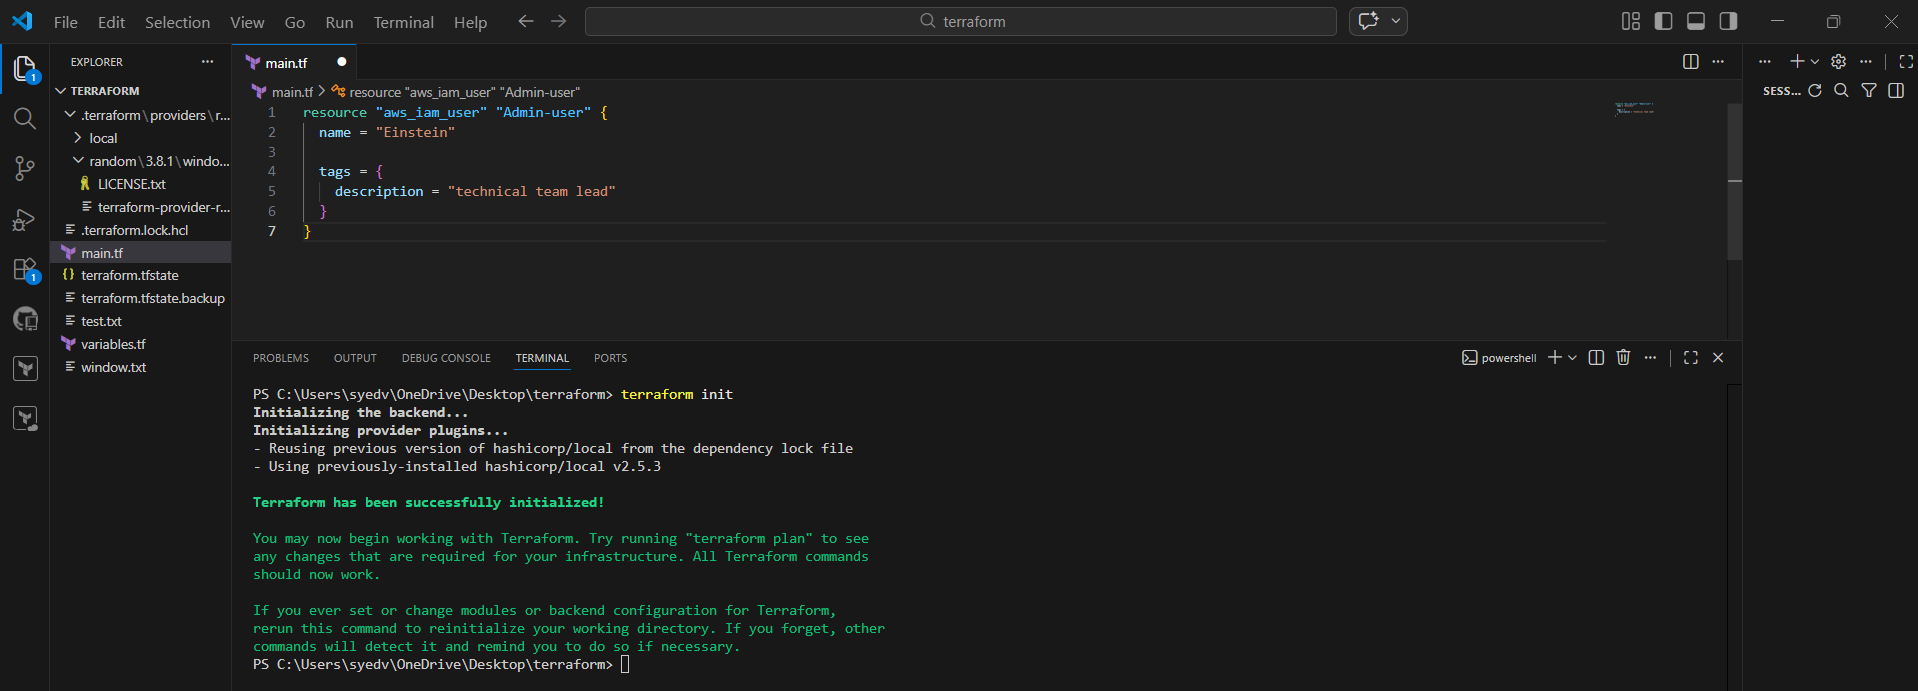 File Edit Selection View Go Run Terminal Help
terraform
EXPLORER
TERRAFORM
.terraform\providers\r...
local
random\3.8.1\windo...
LICENSE.txt
terraform-provider-r...
.terraform.lock.hcl
main.tf
terraform.tfstate
terraform.tfstate.backup
test.txt
variables.tf
window.txt
1
1
main.tf
main.tf > resource "aws_iam_user" "Admin-user"
1 resource "aws_iam_user" "Admin-user" {
2 name = "Einstein"
3
4 tags = {
5 description = "technical team lead"
6 }
7 }
SESS...
PROBLEMS OUTPUT DEBUG CONSOLE TERMINAL PORTS
powershell
PS C:\Users\syedv\OneDrive\Desktop\terraform> terraform init
Initializing the backend...
Initializing provider plugins...
- Reusing previous version of hashicorp/local from the dependency lock file
- Using previously-installed hashicorp/local v2.5.3
Terraform has been successfully initialized!
You may now begin working with Terraform. Try running "terraform plan" to see
any changes that are required for your infrastructure. All Terraform commands
should now work.
If you ever set or change modules or backend configuration for Terraform,
rerun this command to reinitialize your working directory. If you forget, other
commands will detect it and remind you to do so if necessary.
PS C:\Users\syedv\OneDrive\Desktop\terraform>